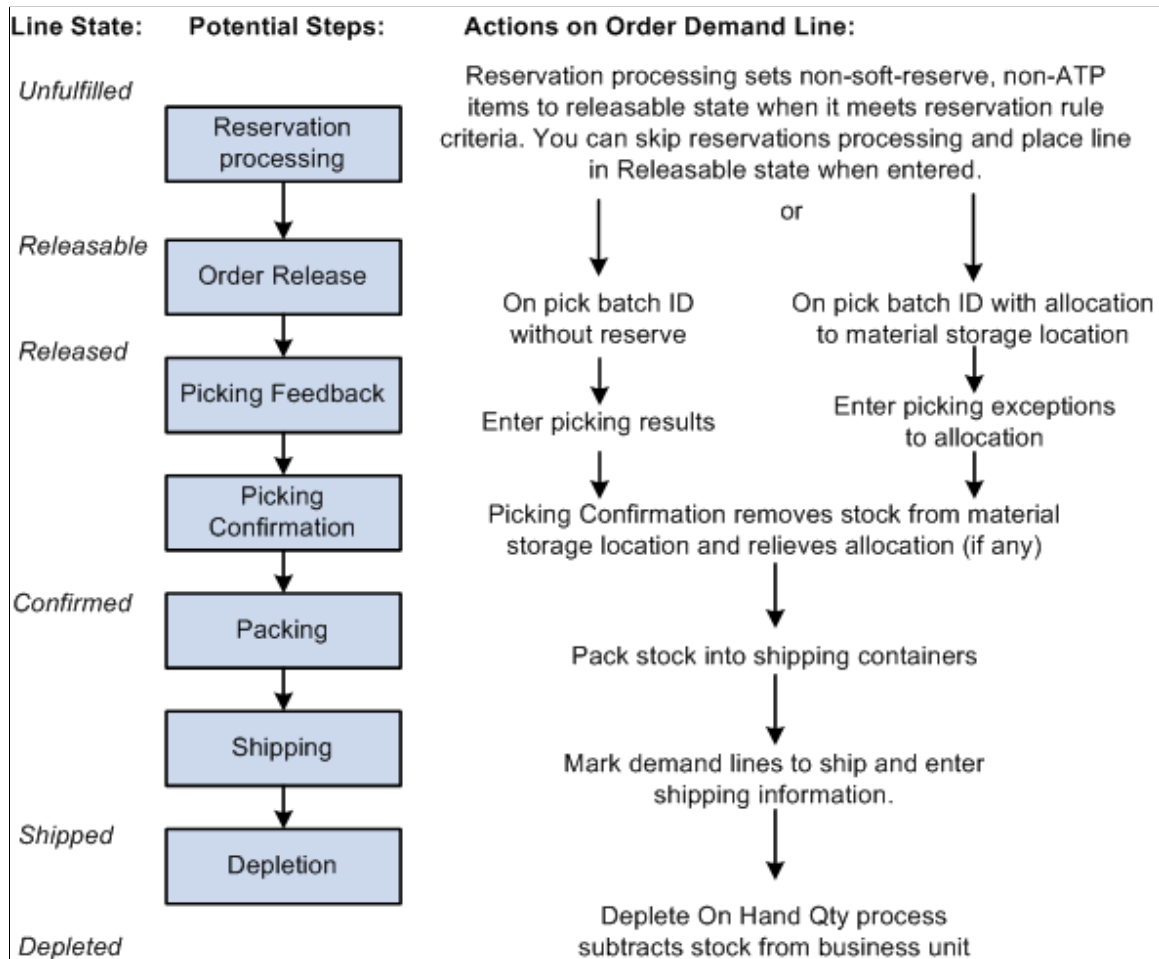 Line State:
Potential Steps:
Actions on Order Demand Line:
Unfulfilled
Reservation
processing
Reservation processing sets non-soft-reserve, non-ATP
items to releasable state when it meets reservation rule
criteria. You can skip reservations processing and place line
in Releasable state when entered.
or
Releasable
Order Release
On pick batch ID
without reserve
On pick batch ID with allocation
to material storage location
Released
Picking Feedback
Enter picking results
Enter picking exceptions
to allocation
Picking
Confirmation
Picking Confirmation removes stock from material
storage location and relieves allocation (if any)
Confirmed
Packing
Pack stock into shipping containers
Shipping
Mark demand lines to ship and enter
shipping information.
Shipped
Depletion
Deplete On Hand Qty process
subtracts stock from business unit
Depleted